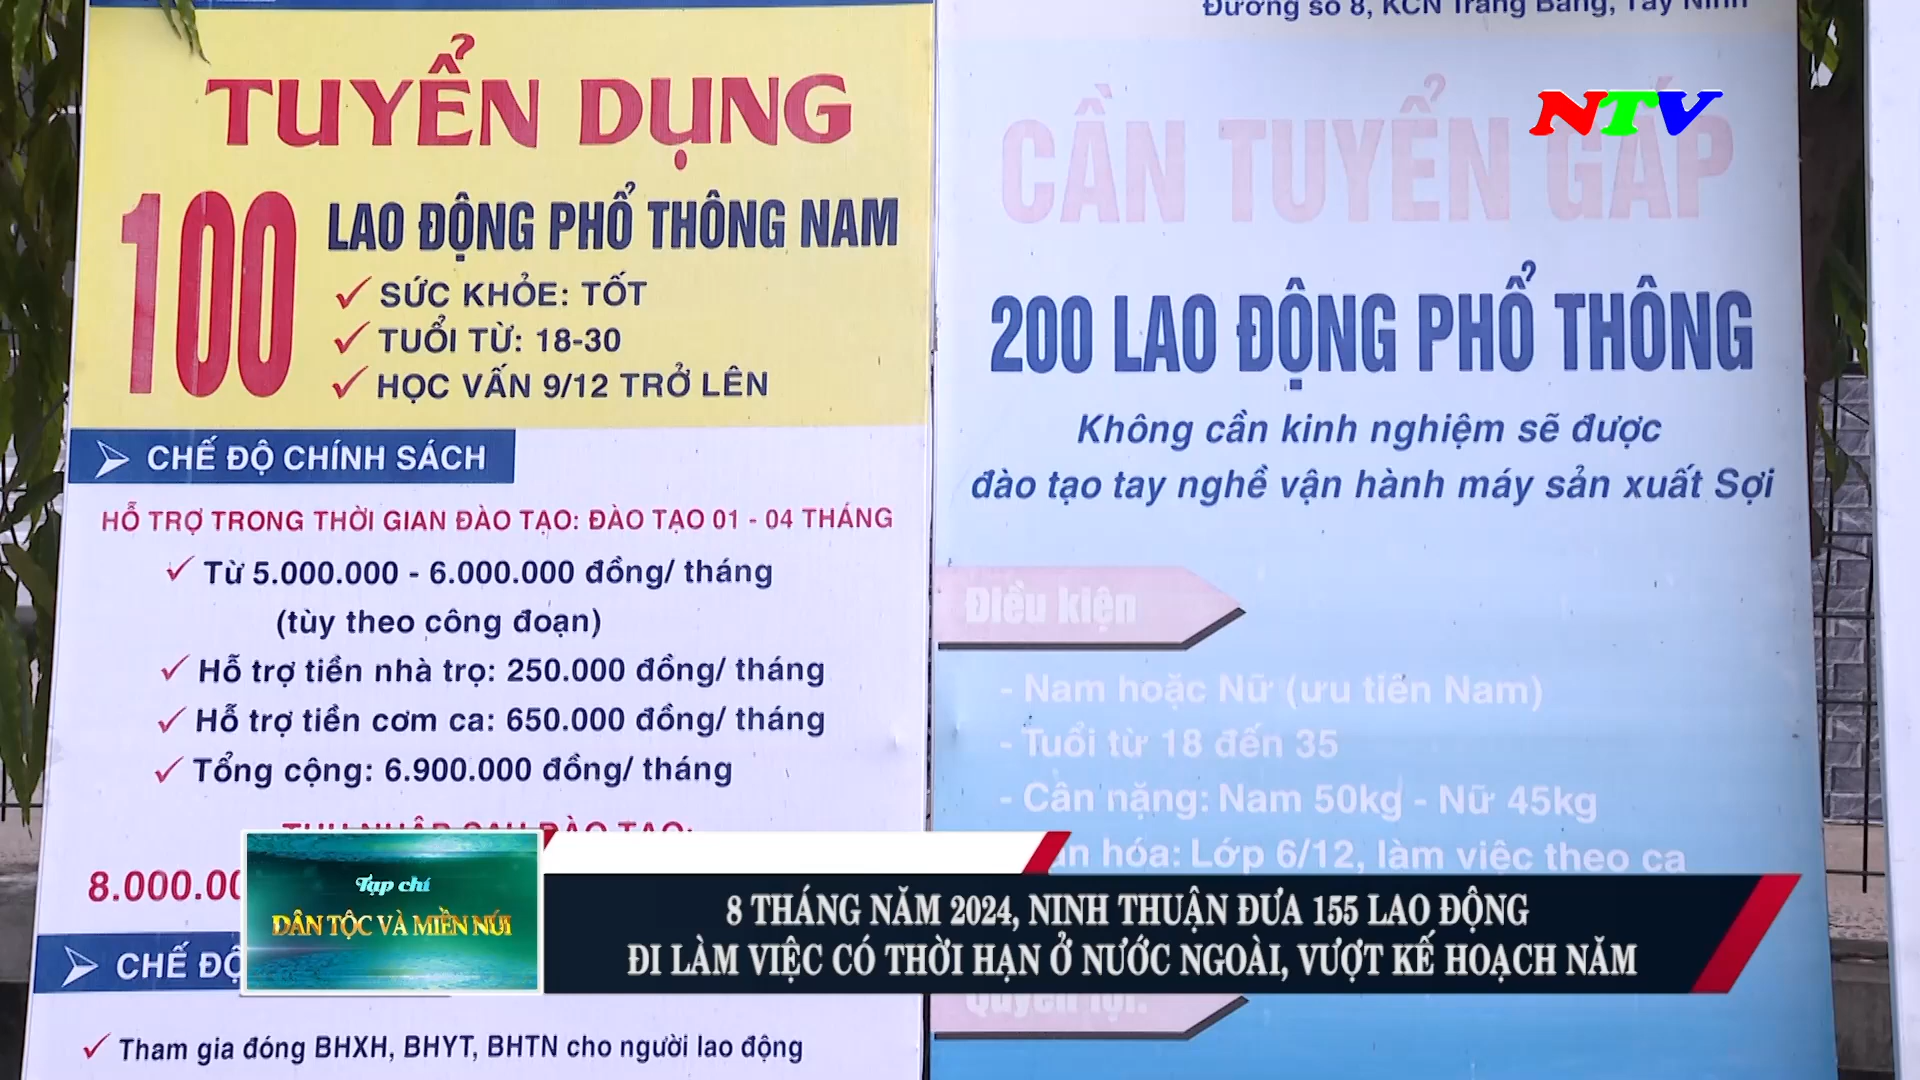 TUYỂN DỤNG
100
LAO ĐỘNG PHỔ THÔNG NAM
SỨC KHỎE: TỐT
TUỔI TỪ: 18-30
HỌC VẤN 9/12 TRỞ LÊN
CHẾ ĐỘ CHÍNH SÁCH
HỖ TRỢ TRONG THỜI GIAN ĐÀO TẠO: ĐÀO TẠO 01 - 04 THÁNG
Từ 5.000.000 - 6.000.000 đồng/ tháng
(tùy theo công đoạn)
Hỗ trợ tiền nhà trọ: 250.000 đồng/ tháng
Hỗ trợ tiền cơm ca: 650.000 đồng/ tháng
Tổng cộng: 6.900.000 đồng/ tháng
CHẾ ĐỘ
Tham gia đóng BHXH, BHYT, BHTN cho người lao động
Đường số 8, KCN Trảng Bàng, Tây Ninh
NTV
CẦN TUYỂN GẤP
200 LAO ĐỘNG PHỔ THÔNG
Không cần kinh nghiệm sẽ được
đào tạo tay nghề vận hành máy sản xuất Sợi
Điều kiện
- Nam hoặc Nữ (ưu tiên Nam)
- Tuổi từ 18 đến 35
- Cân nặng: Nam 50kg - Nữ 45kg
hóa: Lớp 6/12, làm việc theo ca
Quyền lợi:
Tạp chí
DÂN TỘC VÀ MIỀN NÚI
8 THÁNG NĂM 2024, NINH THUẬN ĐƯA 155 LAO ĐỘNG
ĐI LÀM VIỆC CÓ THỜI HẠN Ở NƯỚC NGOÀI, VƯỢT KẾ HOẠCH NĂM